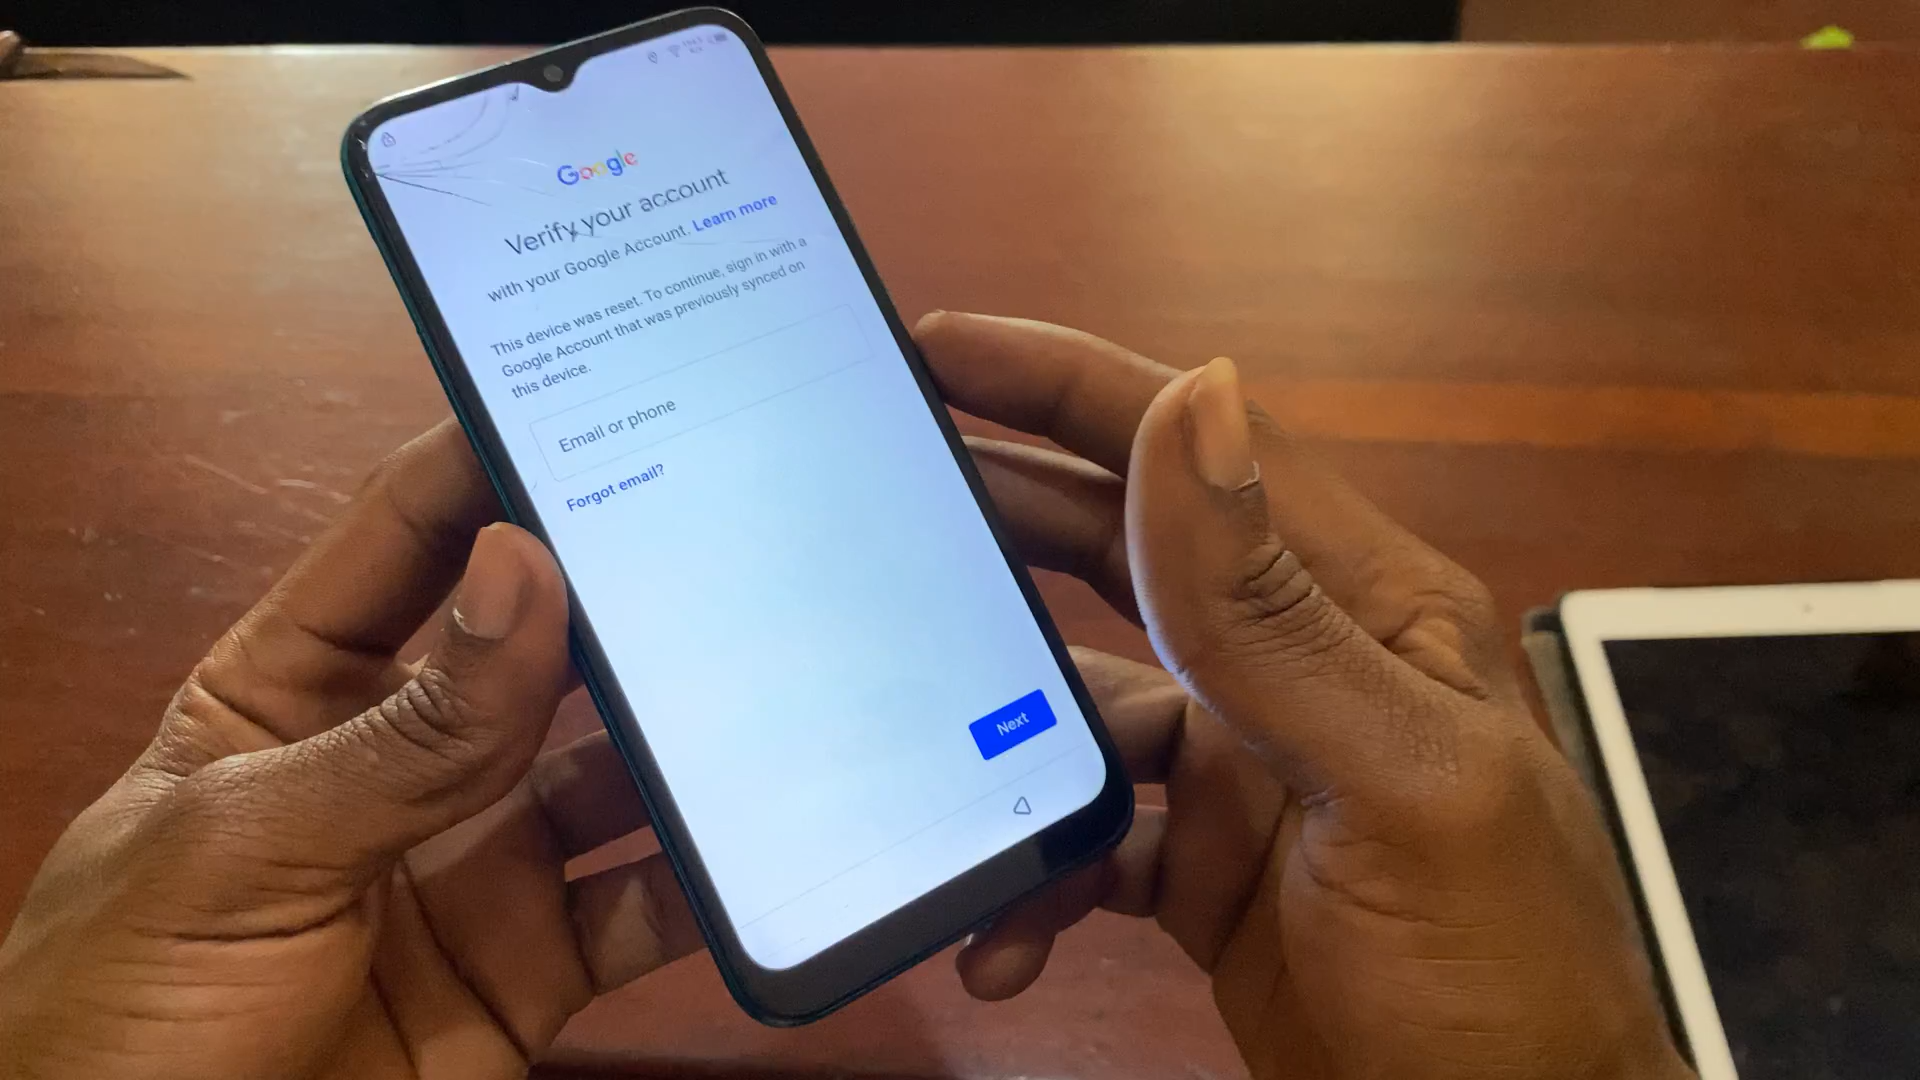 Google
Verify your account
with your Google Account. Learn more
This device was reset. To continue, sign in with a
Google Account that was previously synced on
this device.
Email or phone
Forgot email?
Next